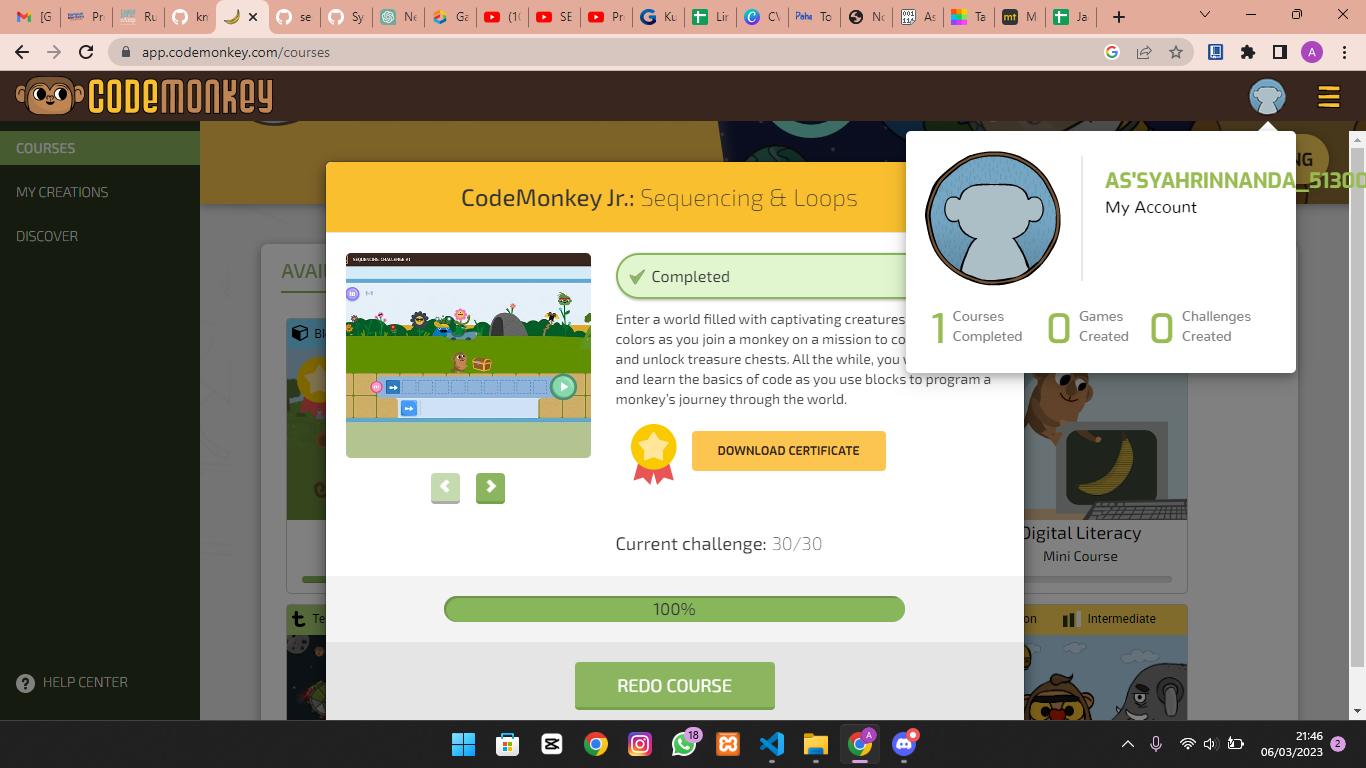 [G
Pr
Ru
kn
se
Sy
Ne
Ga
(1(
SE
Pr
Ku
Lir
CV
To
No
As
Ta
M
Ja
app.codemonkey.com/courses
A
CODEMONKEY
COURSES
MY CREATIONS
DISCOVER
HELP CENTER
NG
AS'SYAHRINNANDA_51300
My Account
1 Courses Completed
0 Games Created
0 Challenges Created
CodeMonkey Jr.: Sequencing & Loops
AVAI
Bl
SEQUENCING CHALLENGE #1
Completed
Enter a world filled with captivating creatures
colors as you join a monkey on a mission to co
and unlock treasure chests. All the while, you w
and learn the basics of code as you use blocks to program a
monkey's journey through the world.
DOWNLOAD CERTIFICATE
Current challenge: 30/30
100%
REDO COURSE
Digital Literacy
Mini Course
Te
on
Intermediate
18
A
21:46
06/03/2023
2